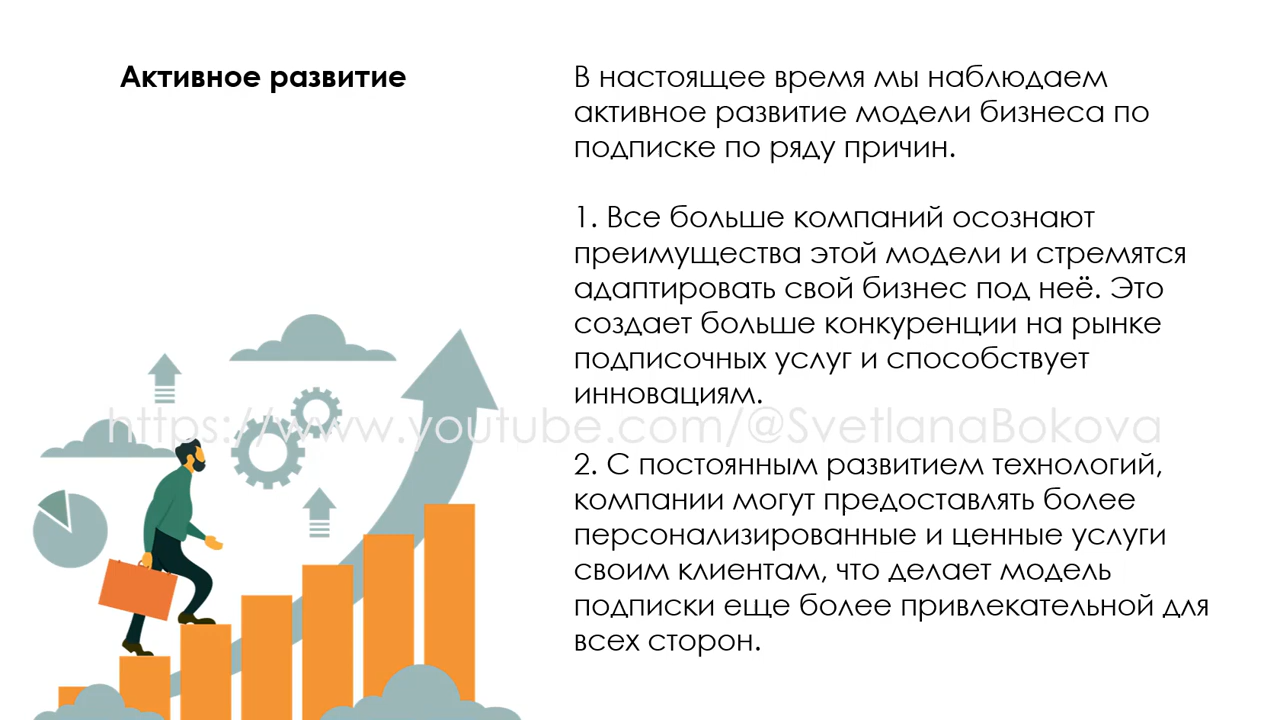 Активное развитие
В настоящее время мы наблюдаем
активное развитие модели бизнеса по
подписке по ряду причин.
1. Все больше компаний осознают
преимущества этой модели и стремятся
адаптировать свой бизнес под неё. Это
создает больше конкуренции на рынке
подписочных услуг и способствует
инновациям.
https://www.youtube.com/@SvetlanaBokova
2. С постоянным развитием технологий,
компании могут предоставлять более
персонализированные и ценные услуги
своим клиентам, что делает модель
подписки еще более привлекательной для
всех сторон.